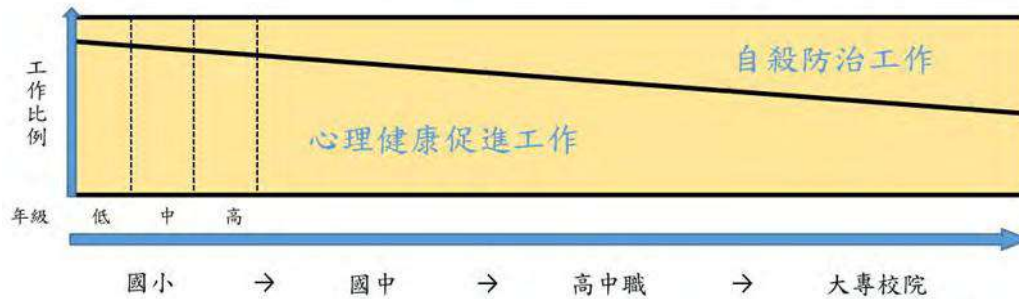 自殺防治工作
工作比例
心理健康促進工作
年級 低 中 高
國小 → 國中 → 高中職 → 大專校院